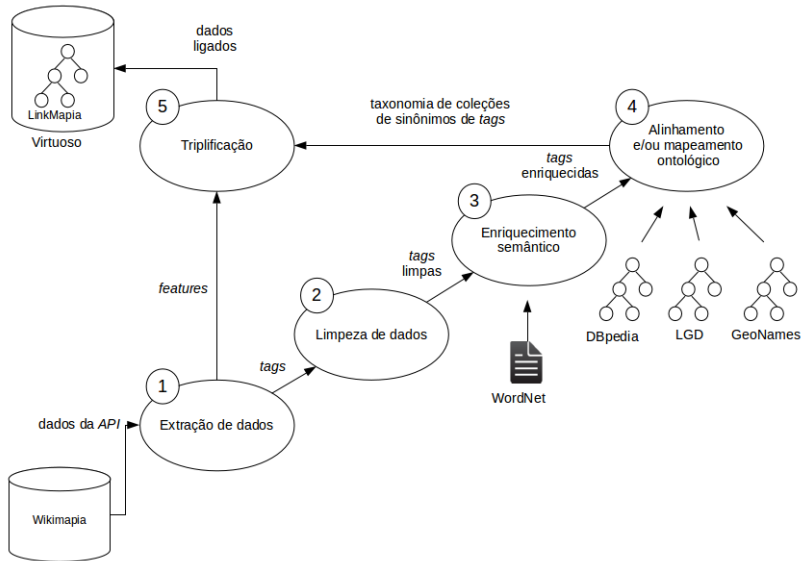 dados
ligados
LinkMapia
Virtuoso
5
Triplificação
taxonomia de coleções
de sinônimos de tags
4
Alinhamento
e/ou mapeamento
ontológico
tags
enriquecidas
3
Enriquecimento
semântico
tags
limpas
features
2
Limpeza de dados
DBpedia
LGD
GeoNames
tags
WordNet
1
Extração de dados
dados da API
Wikimapia